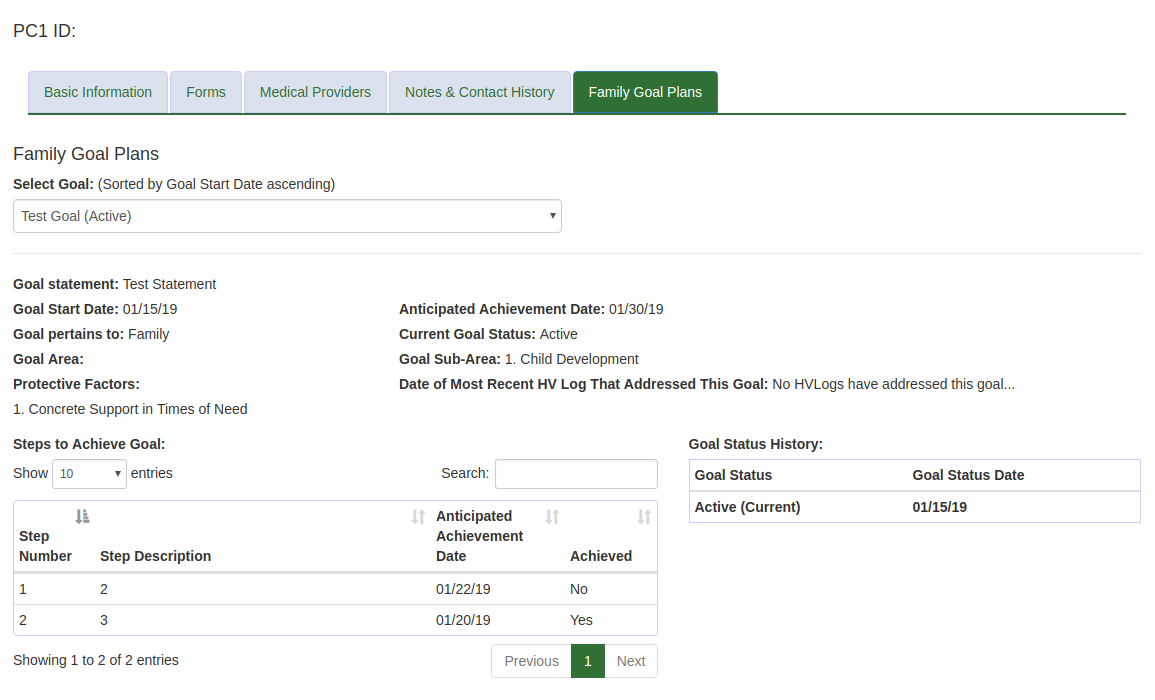 PC1 ID:
Basic Information Forms Medical Providers Notes & Contact History Family Goal Plans
Family Goal Plans
Select Goal: (Sorted by Goal Start Date ascending)
Test Goal (Active)
Goal statement: Test Statement
Goal Start Date: 01/15/19 Anticipated Achievement Date: 01/30/19
Goal pertains to: Family Current Goal Status: Active
Goal Area: Goal Sub-Area: 1. Child Development
Protective Factors: Date of Most Recent HV Log That Addressed This Goal: No HVLogs have addressed this goal...
1. Concrete Support in Times of Need
Steps to Achieve Goal:
Show 10 entries Search:
Step Number Step Description Anticipated Achievement Date Achieved
1 2 01/22/19 No
2 3 01/20/19 Yes
Showing 1 to 2 of 2 entries Previous 1 Next
Goal Status History:
Goal Status Goal Status Date
Active (Current) 01/15/19